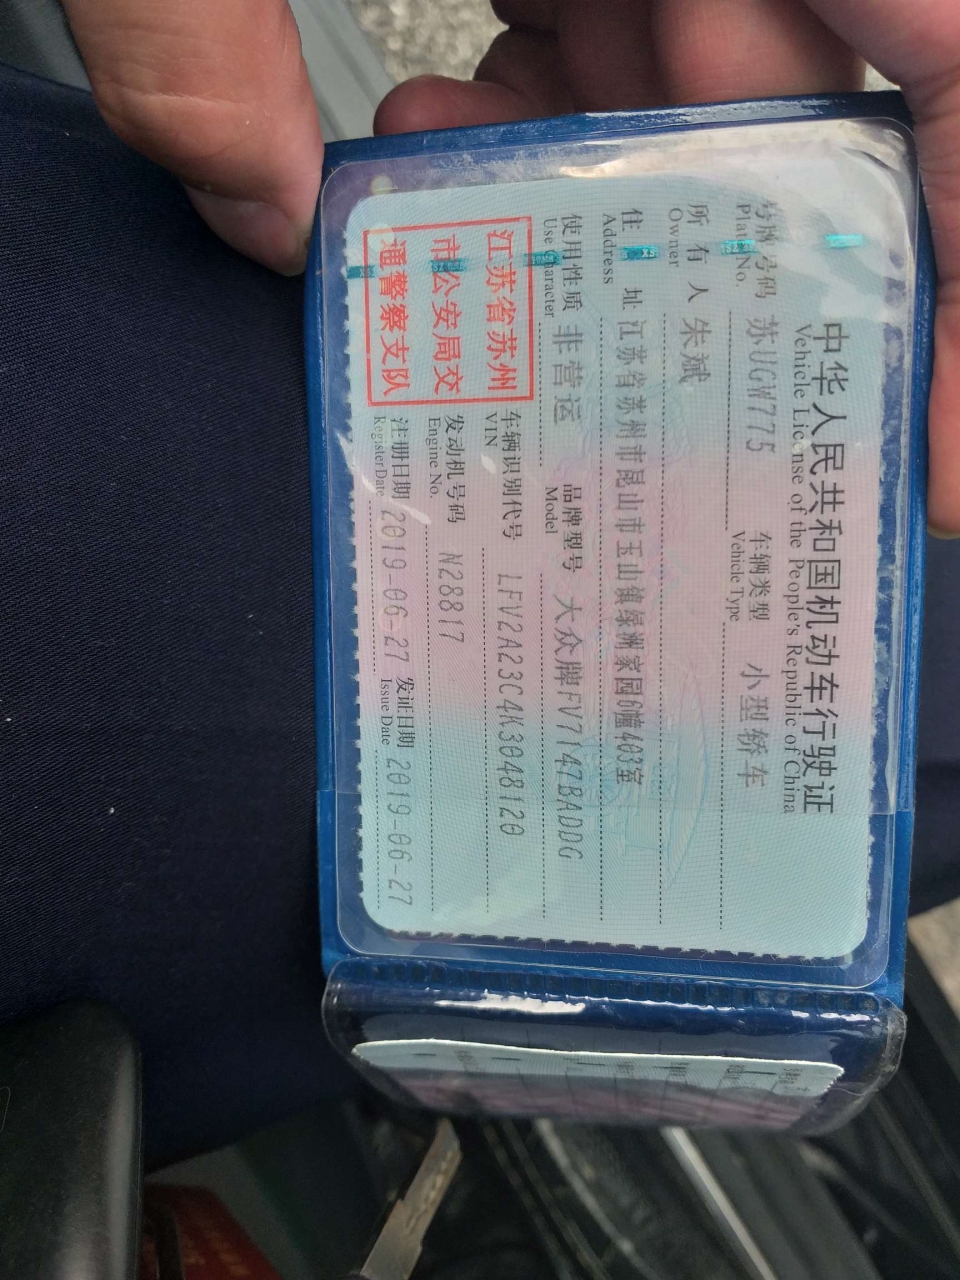 中华人民共和国机动车行驶证
Vehicle License of the People's Republic of China
号牌号码 苏UGW775 车辆类型 小型轿车
Plate No. Vehicle Type
所有人 朱斌
Owner
住址 江苏省苏州市昆山市玉山镇绿洲家园6幢403室
Address
使用性质 非营运 品牌型号 大众牌FV7147BADDG
Use Character Model
江苏省苏州
市公安局交
通警察支队
车辆识别代号 LFV2A23C4K3048120
VIN
发动机号码 N28817
Engine No.
注册日期 2019-06-27 发证日期 2019-06-27
Register Date Issue Date